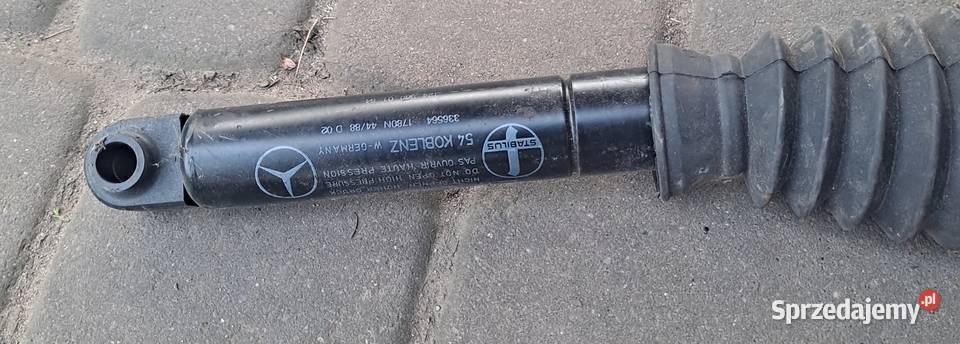 STABILUS
54 KOBLENZ W-GERMANY
336564 1780N 44/88 D 02
DO NOT OPEN HIGH PRESSURE
PAS OUVRIR HAUTE PRESSION
Sprzedajemy.pl